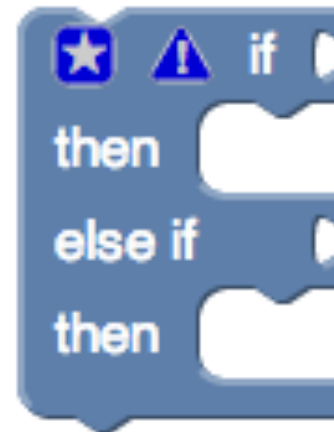 if
then
else if
then